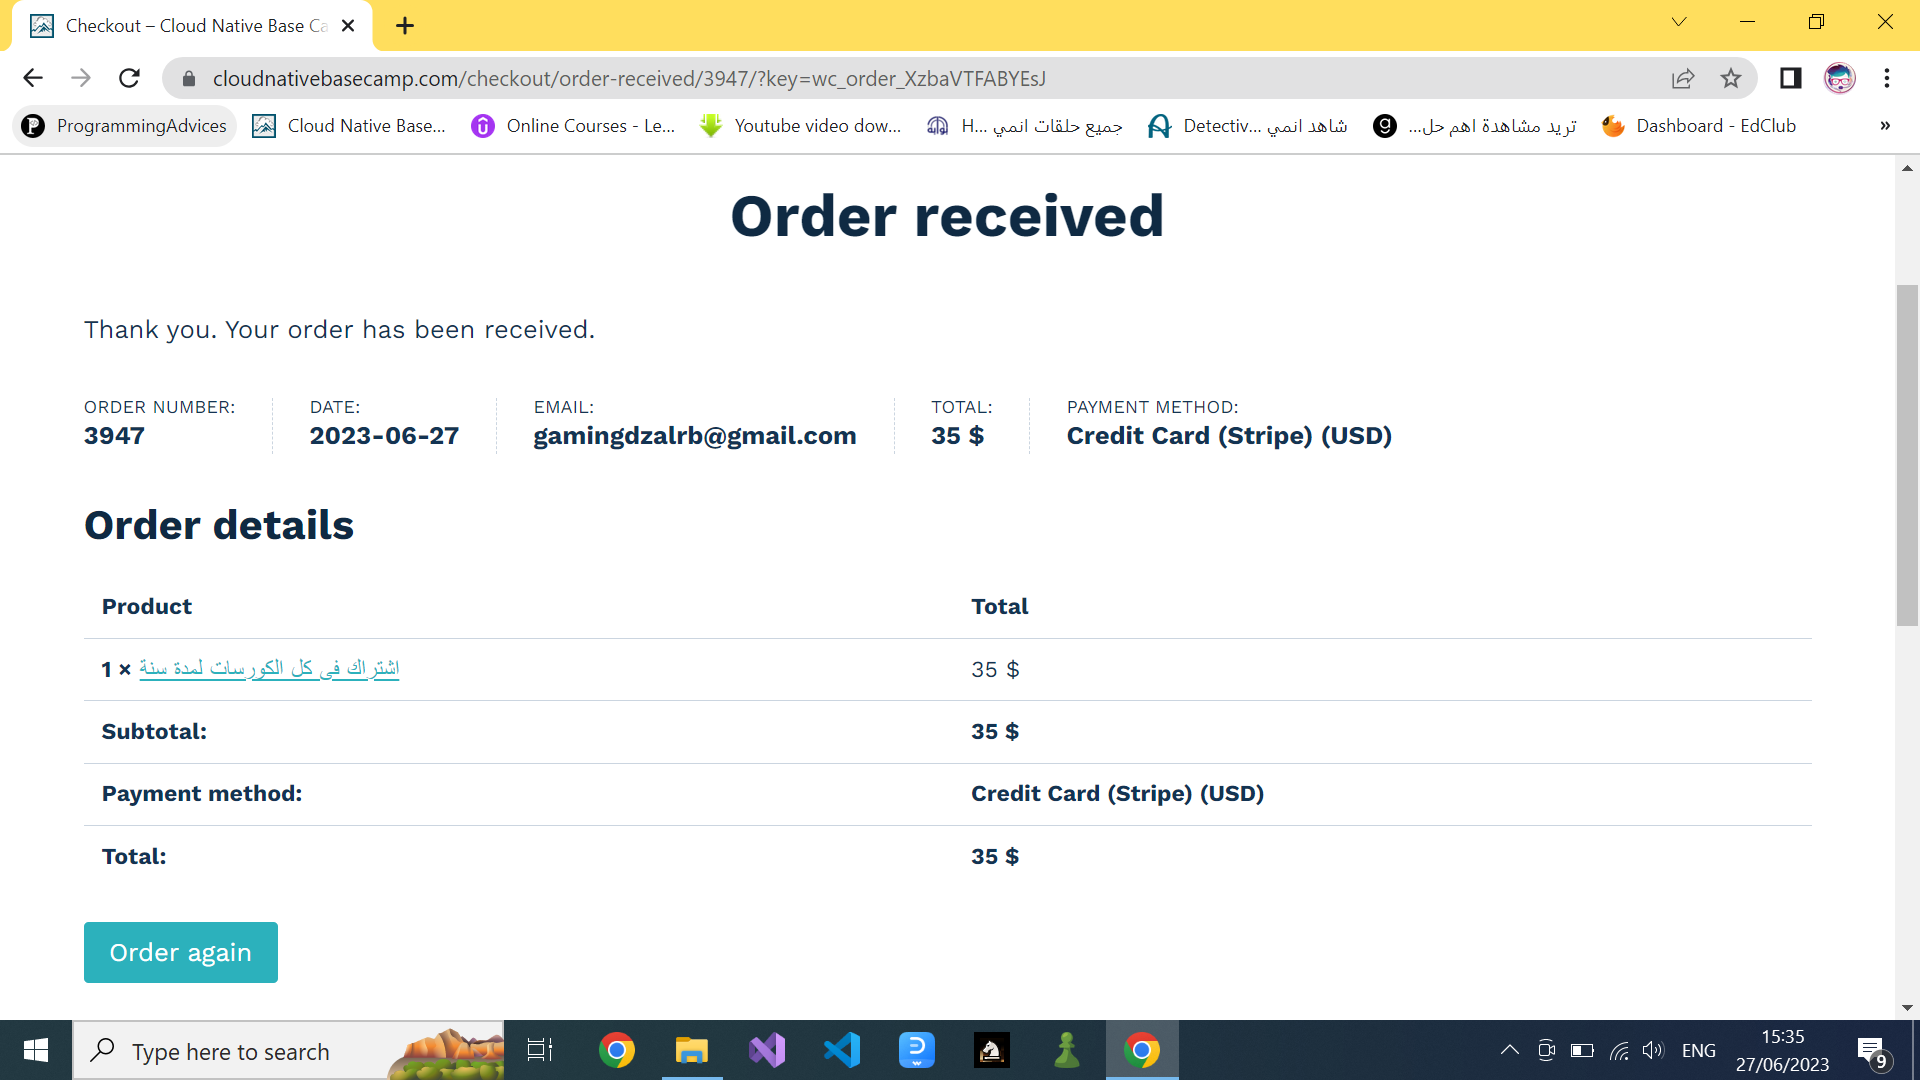 Checkout – Cloud Native Base Ca
cloudnativebasecamp.com/checkout/order-received/3947/?key=wc_order_XzbaVTFABYEsJ
ProgrammingAdvices Cloud Native Base... Online Courses - Le... Youtube video dow... جميع حلقات انمي H... شاهد انمي Detectiv... تريد مشاهدة اهم حل... Dashboard - EdClub »
Order received
Thank you. Your order has been received.
ORDER NUMBER: DATE: EMAIL: TOTAL: PAYMENT METHOD:
3947 2023-06-27 gamingdzalrb@gmail.com 35 $ Credit Card (Stripe) (USD)
Order details
Product Total
1 × اشتراك فى كل الكورسات لمدة سنة 35 $
Subtotal: 35 $
Payment method: Credit Card (Stripe) (USD)
Total: 35 $
Order again
Type here to search
ENG
15:35
27/06/2023
9